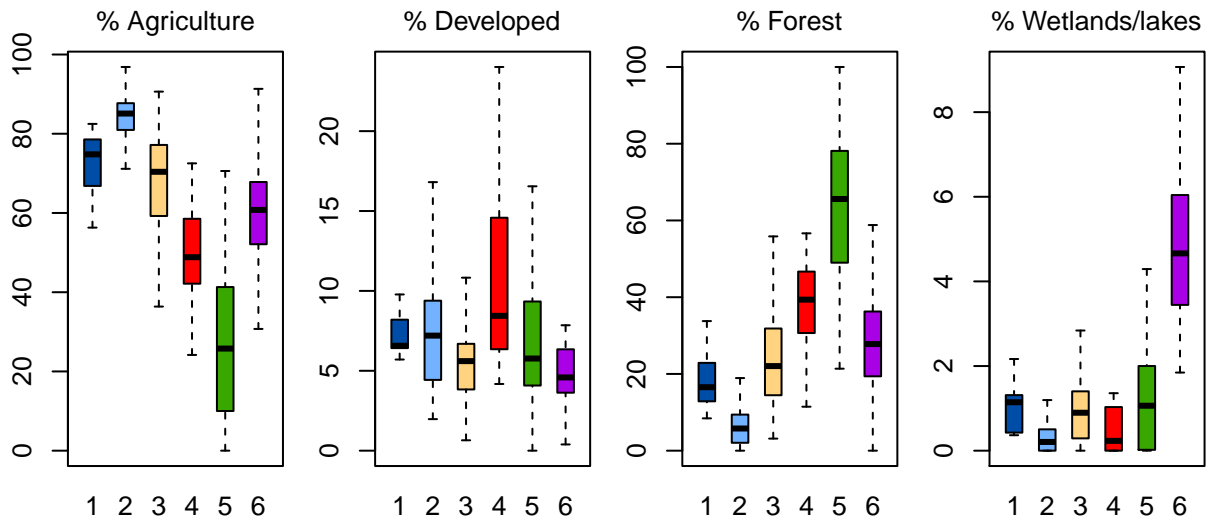 % Agriculture % Developed % Forest % Wetlands/lakes
0 20 40 60 80 100
0 5 10 15 20
0 20 40 60 80 100
0 2 4 6 8
1 2 3 4 5 6 1 2 3 4 5 6 1 2 3 4 5 6 1 2 3 4 5 6